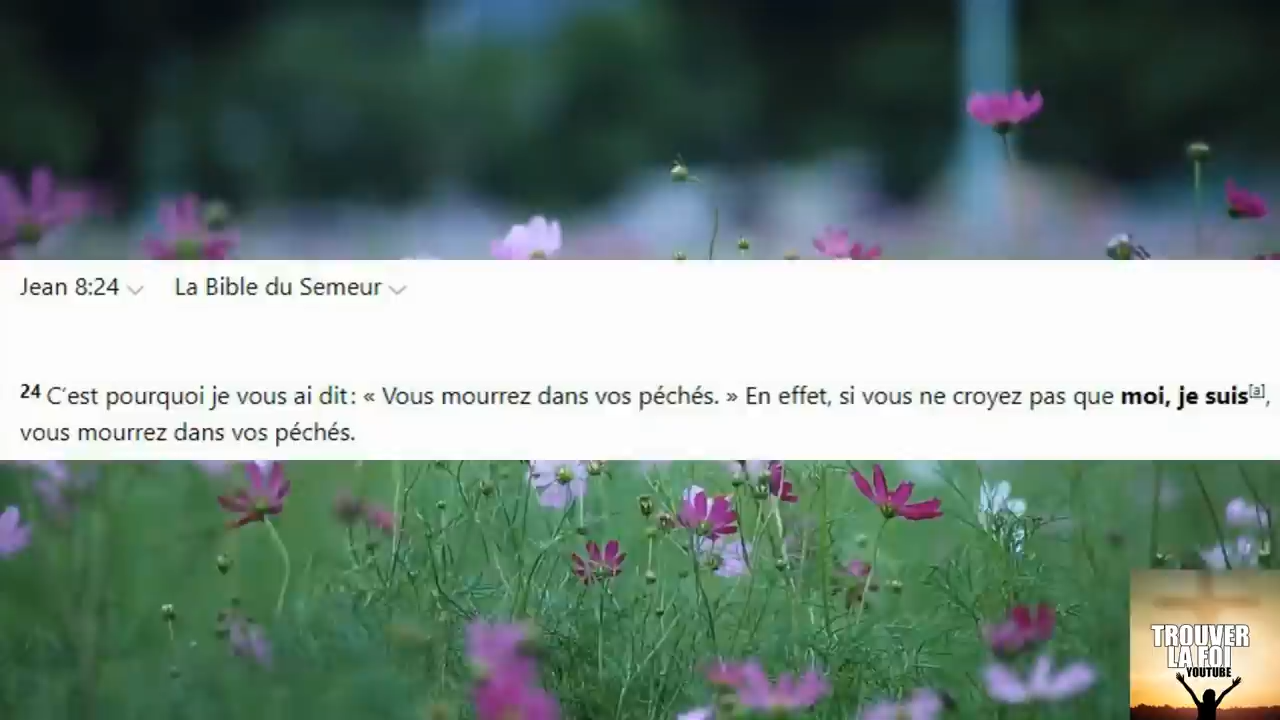 Jean 8:24 La Bible du Semeur
24 C'est pourquoi je vous ai dit : « Vous mourrez dans vos péchés. » En effet, si vous ne croyez pas que moi, je suis[a],
vous mourrez dans vos péchés.
TROUVER
LA FOI
YOUTUBE